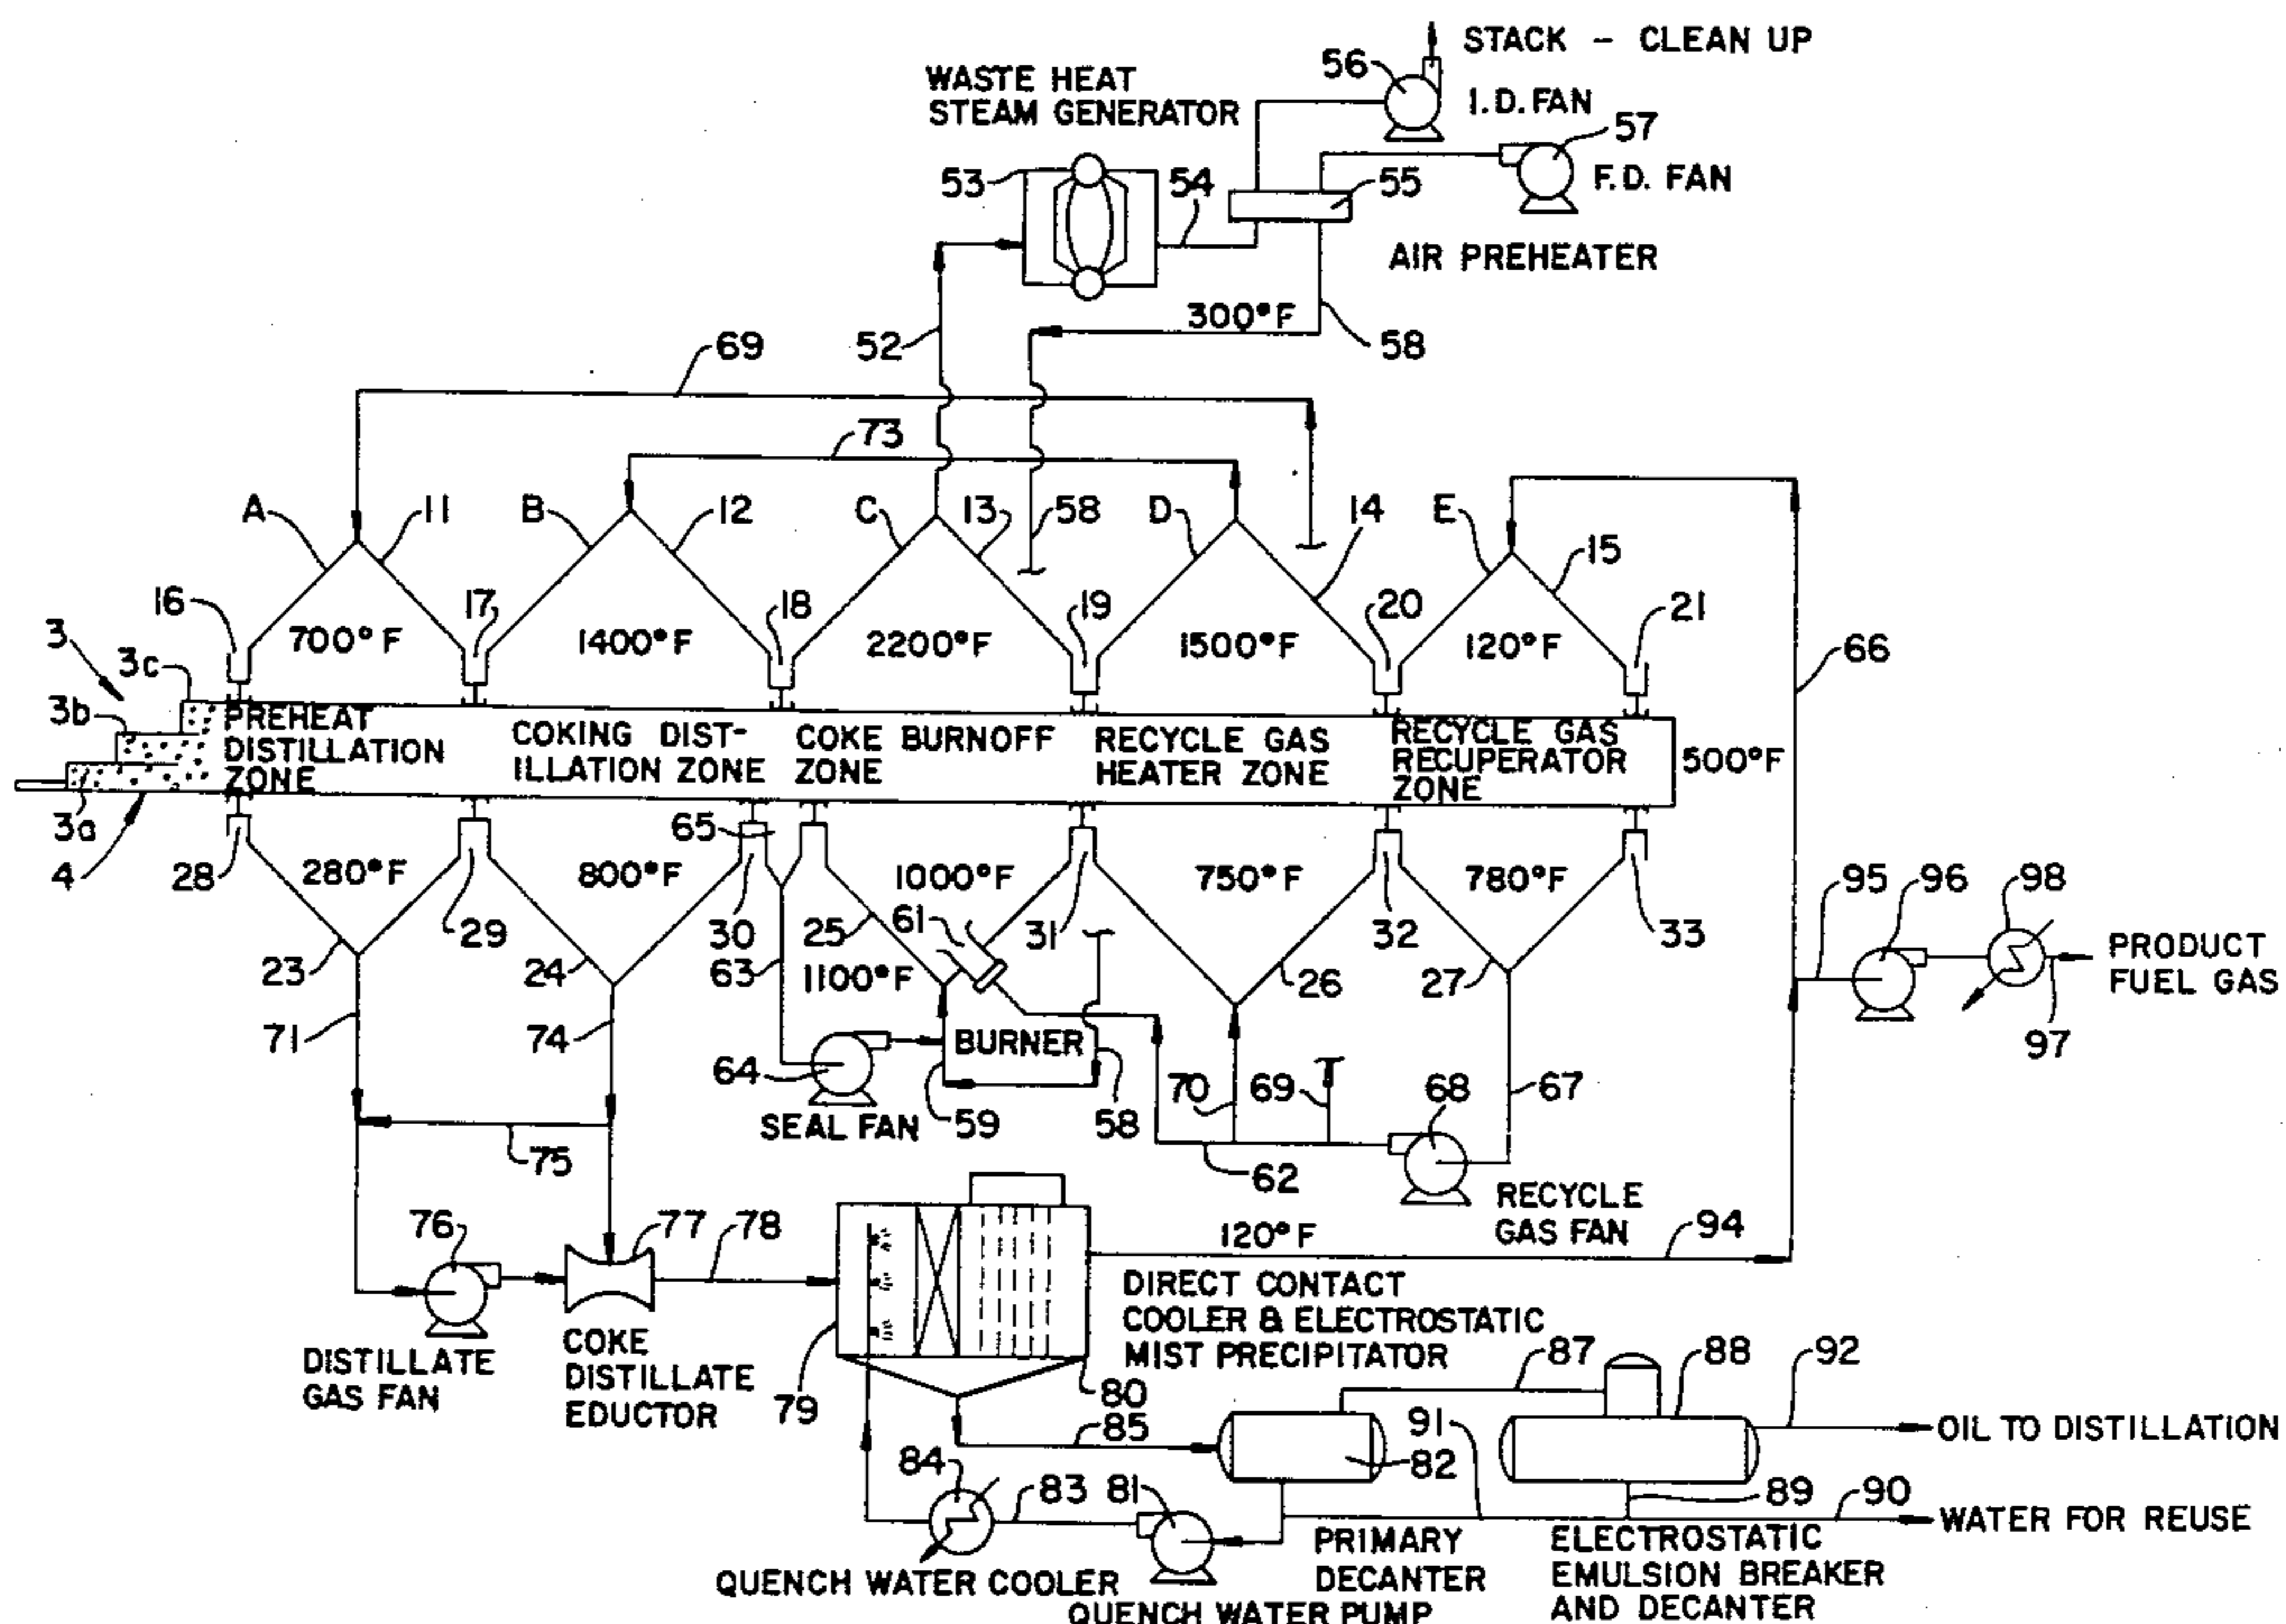 STACK - CLEAN UP
56
WASTE HEAT
STEAM GENERATOR
I.D. FAN
57
53
54
55
F.D. FAN
AIR PREHEATER
300°F
52
58
69
73
A
11
B
12
C
13
58
D
14
E
15
16
17
18
19
20
21
700°F
1400°F
2200°F
1500°F
120°F
66
3
3c
3b
3a
4
PREHEAT
DISTILLATION
ZONE
COKING DIST-
ILLATION ZONE
COKE BURNOFF
ZONE
RECYCLE GAS
HEATER ZONE
RECYCLE GAS
RECUPERATOR
ZONE
500°F
65
28
280°F
800°F
1000°F
750°F
780°F
29
30
25
61
31
32
33
95
96
98
23
24
63
1100°F
26
27
PRODUCT
FUEL GAS
97
71
74
64
BURNER
SEAL FAN
59
58
70
69
68
67
75
62
RECYCLE
GAS FAN
76
77
78
120°F
94
DISTILLATE
GAS FAN
COKE
DISTILLATE
EDUCTOR
79
80
DIRECT CONTACT
COOLER & ELECTROSTATIC
MIST PRECIPITATOR
87
88
92
85
91
82
OIL TO DISTILLATION
84
83
81
89
90
WATER FOR REUSE
QUENCH WATER COOLER
QUENCH WATER PUMP
PRIMARY
DECANTER
ELECTROSTATIC
EMULSION BREAKER
AND DECANTER